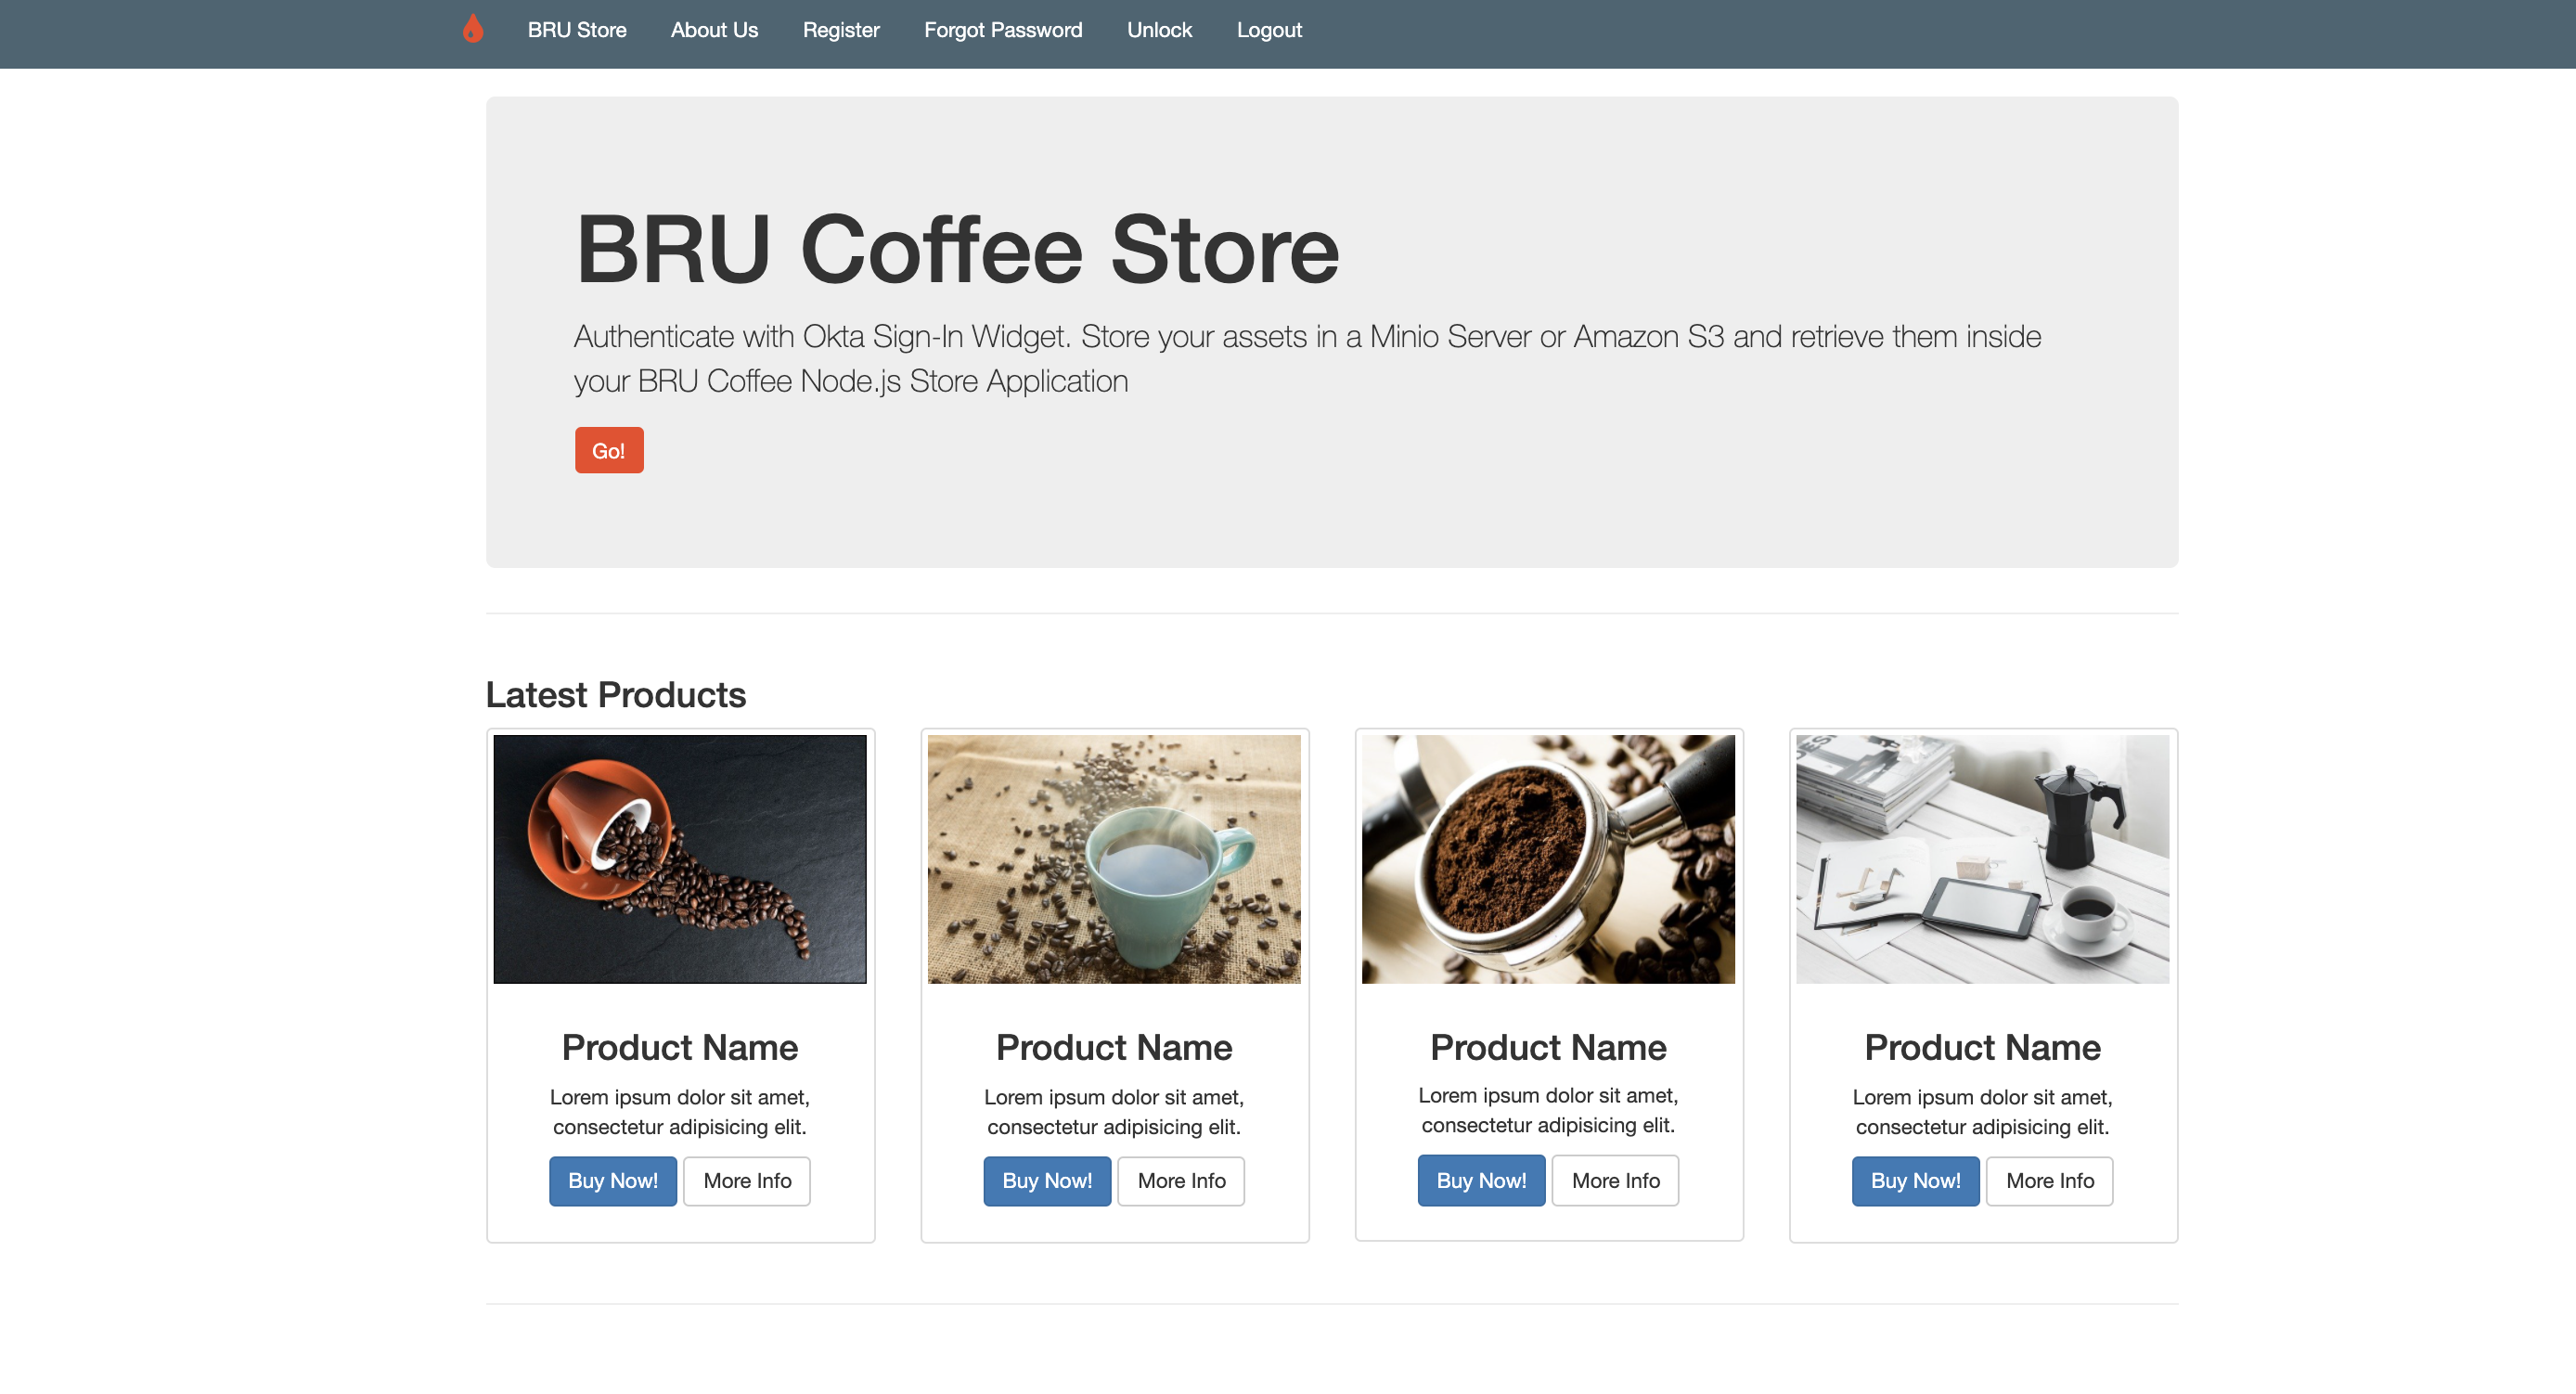 BRU Store About Us Register Forgot Password Unlock Logout
BRU Coffee Store
Authenticate with Okta Sign-In Widget. Store your assets in a Minio Server or Amazon S3 and retrieve them inside
your BRU Coffee Node.js Store Application
Go!
Latest Products
Product Name
Lorem ipsum dolor sit amet,
consectetur adipisicing elit.
Buy Now! More Info
Product Name
Lorem ipsum dolor sit amet,
consectetur adipisicing elit.
Buy Now! More Info
Product Name
Lorem ipsum dolor sit amet,
consectetur adipisicing elit.
Buy Now! More Info
Product Name
Lorem ipsum dolor sit amet,
consectetur adipisicing elit.
Buy Now! More Info